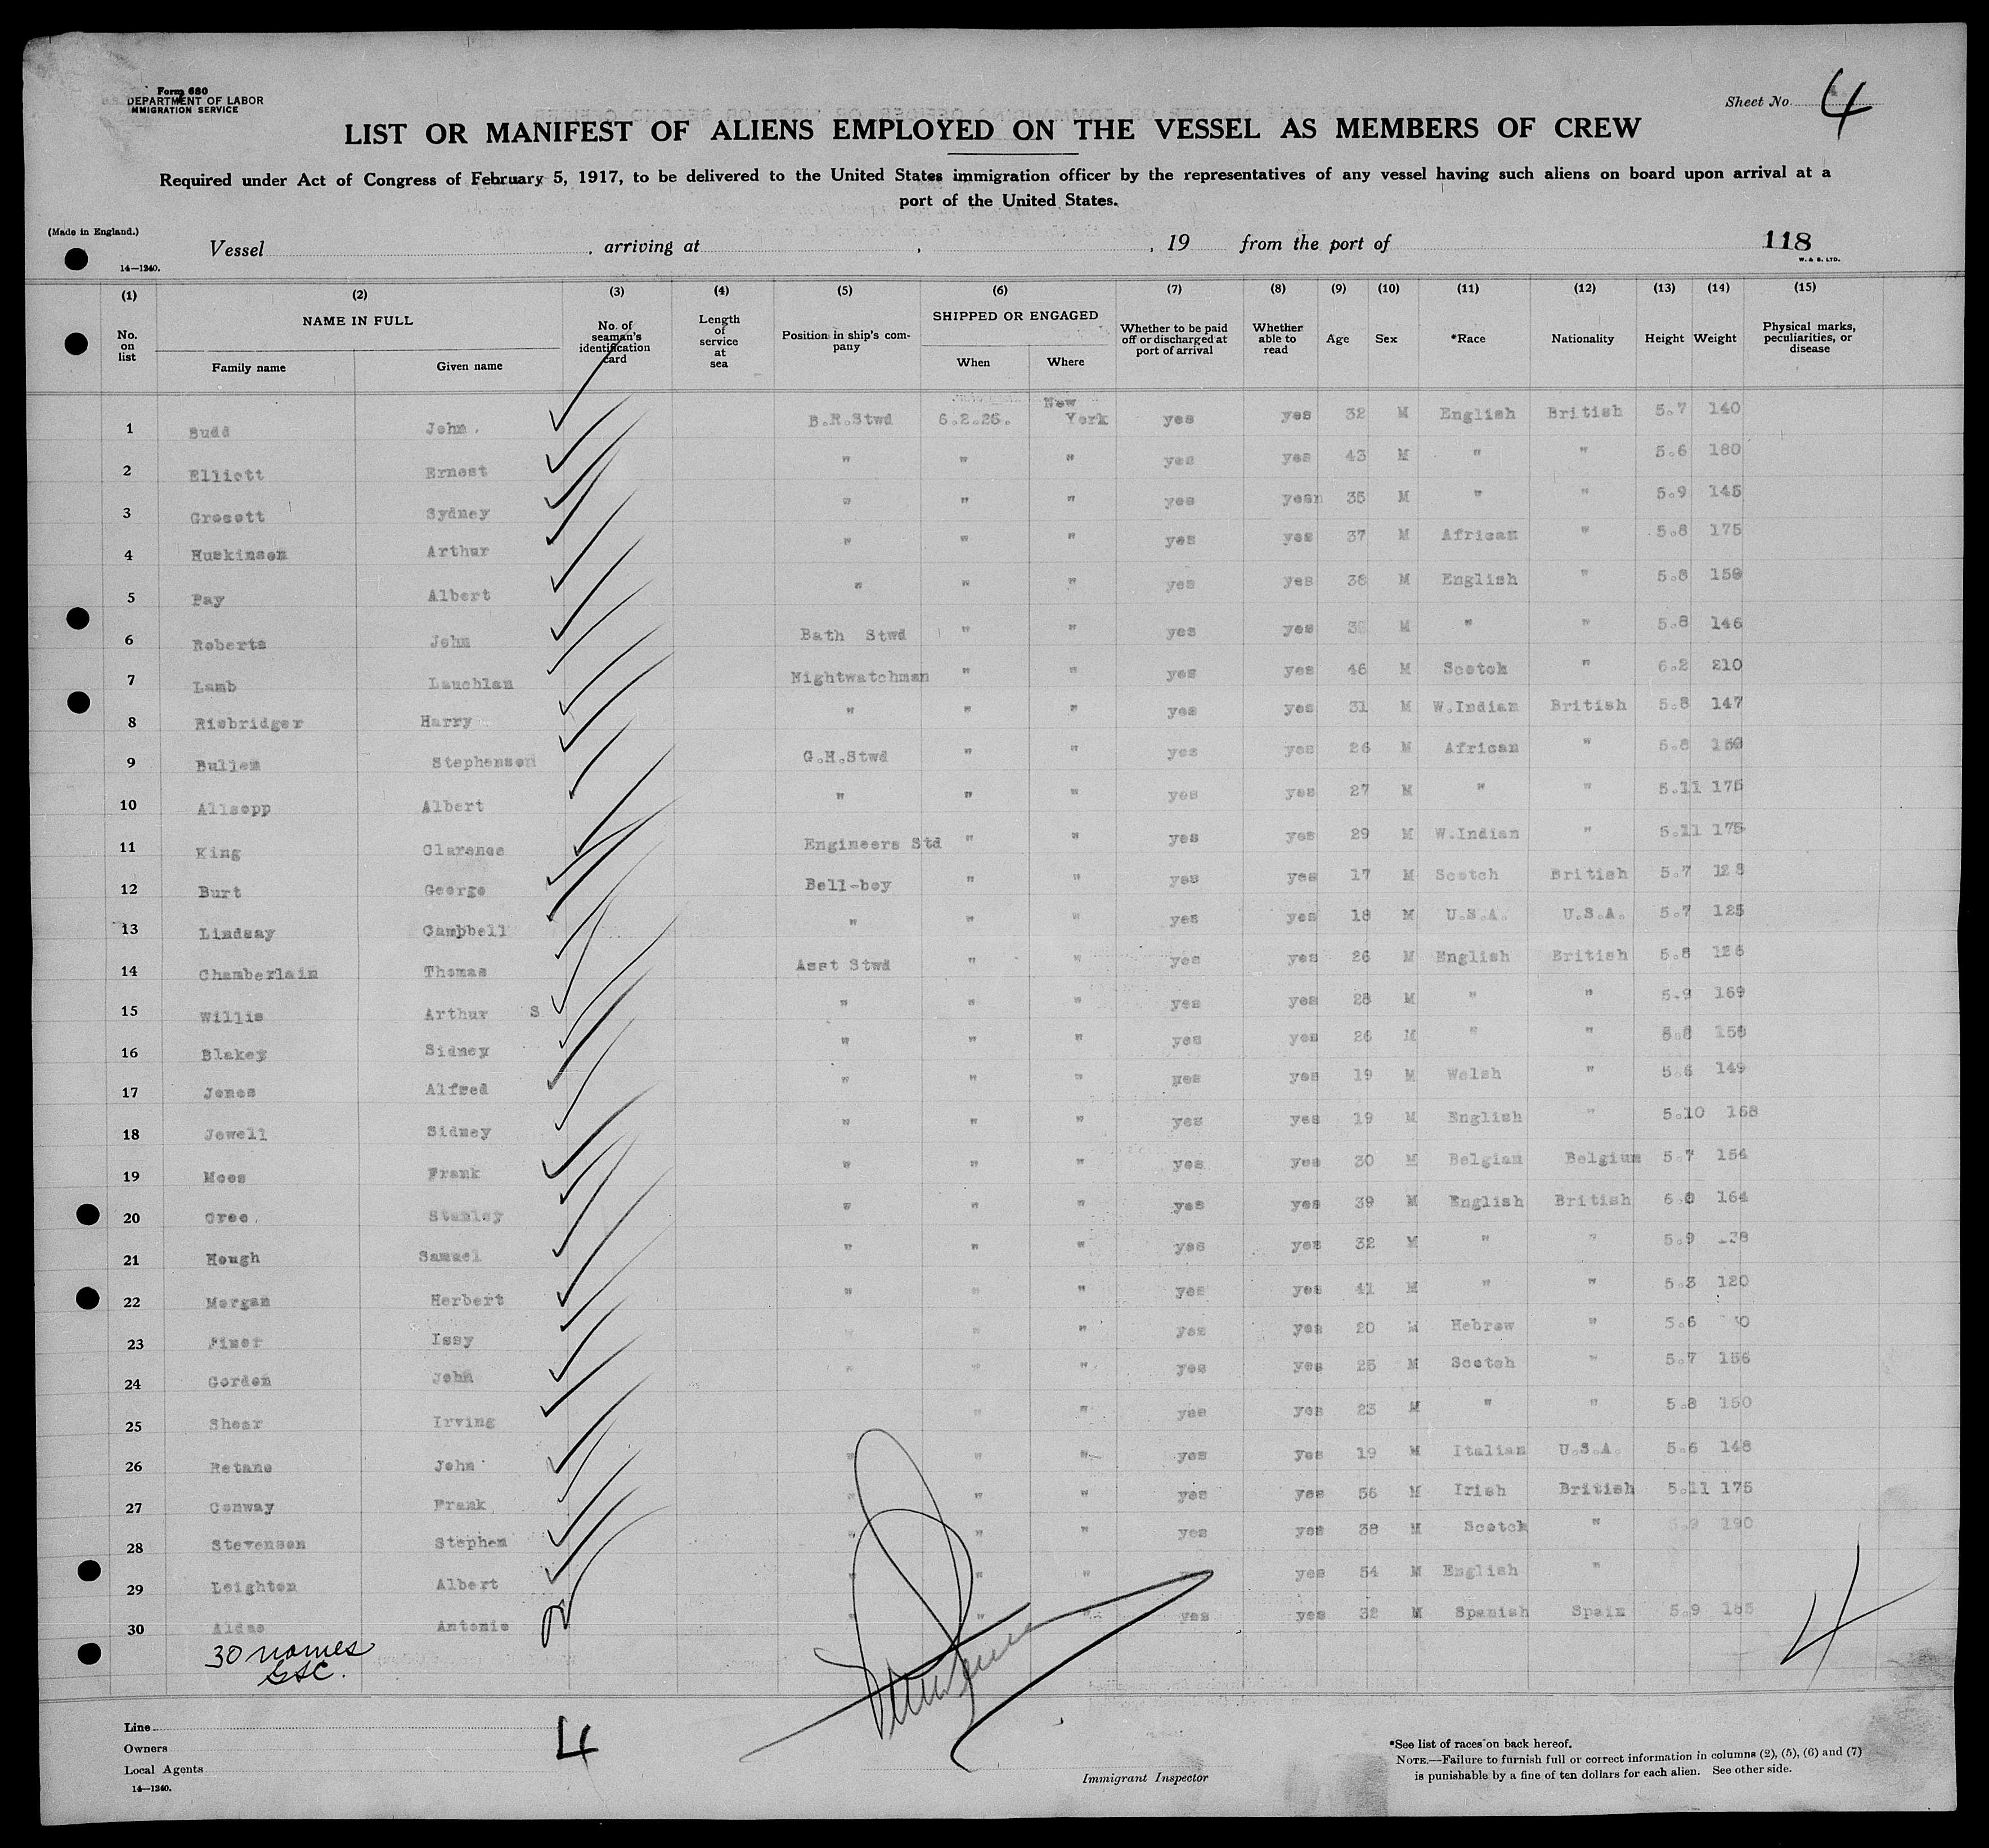 Form 680
DEPARTMENT OF LABOR
IMMIGRATION SERVICE
Sheet No. 4
LIST OR MANIFEST OF ALIENS EMPLOYED ON THE VESSEL AS MEMBERS OF CREW
Required under Act of Congress of February 5, 1917, to be delivered to the United States immigration officer by the representatives of any vessel having such aliens on board upon arrival at a
port of the United States.
(Made in England.)
Vessel , arriving at , , 19 from the port of 118
14—1240. W. & S. LTD.
(1) (2) (3) (4) (5) (6) (7) (8) (9) (10) (11) (12) (13) (14) (15)
No. on list NAME IN FULL Family name Given name No. of seaman's identification card Length of service at sea Position in ship's company SHIPPED OR ENGAGED When Where Whether to be paid off or discharged at port of arrival Whether able to read Age Sex *Race Nationality Height Weight Physical marks, peculiarities, or disease
1 Budd John. B.R.Stwd 6.2.26. New York yes yes 32 M English British 5.7 140
2 Elliott Ernest " " " yes yes 43 M " " 5.6 180
3 Grosett Sydney " " " yes yes 35 M " " 5.9 145
4 Huskinson Arthur " " " yes yes 37 M African " 5.8 175
5 Pay Albert " " " yes yes 38 M English " 5.8
6 Roberts John Bath Stwd " " yes yes M " " 5.8 146
7 Lamb Lauchlan Nightwatchman " " yes yes 46 M Scotch " 6.2 210
8 Risbridger Harry " " " yes yes 31 M W.Indian British 5.8 147
9 Bullen Stephenson G.H.Stwd " " yes yes 26 M African " 5.8
10 Allsopp Albert " " " yes yes 27 M " " 5.11 175
11 King Clarence Engineers Std " " yes yes 29 M W.Indian " 5.11 175
12 Burt George Bell-boy " " yes yes 17 M Scotch British 5.7
13 Lindsay Campbell " " " yes yes 18 M U.S.A. U.S.A. 5.7 125
14 Chamberlain Thomas Asst Stwd " " yes yes 26 M English British 5.8
15 Willis Arthur S " " " yes yes 28 M " " 5.9 169
16 Blakey Sidney " " " yes yes 26 M " "
17 Jones Alfred " " " yes yes 19 M Welsh " 5.6 149
18 Jewell Sidney " " " yes yes 19 M English " 5.10 168
19 Moos Frank " " " yes yes 30 M Belgian Belgium 5.7 154
20 Gree. Stanley " " " yes yes 39 M English British 6.0 164
21 Hough Samuel " " " yes yes 32 M " " 5.9
22 Morgan Herbert " " " yes yes 41 M " " 5.3 120
23 Issy " " " yes yes 20 M Hebrew " 5.6
24 Gordon John " " " yes yes 25 M Scotch " 5.7 156
25 Shear Irving " " yes yes 23 M " " 5.8 150
26 Retano John " " " yes yes 19 M Italian U.S.A. 5.6 148
27 Conway Frank " " " yes yes 56 M Irish British 5.11 175
28 Stevenson Stephen " " " yes yes 38 M Scotch " 190
29 Leighton Albert " " " yes 54 M English "
30 Aldao Antonio " " " yes yes 32 M Spanish Spain 5.9 165
30 names
GSC.
4
Line
Owners
Local Agents
14—1240.
4
Immigrant Inspector
*See list of races on back hereof.
NOTE.—Failure to furnish full or correct information in columns (2), (5), (6) and (7)
is punishable by a fine of ten dollars for each alien. See other side.